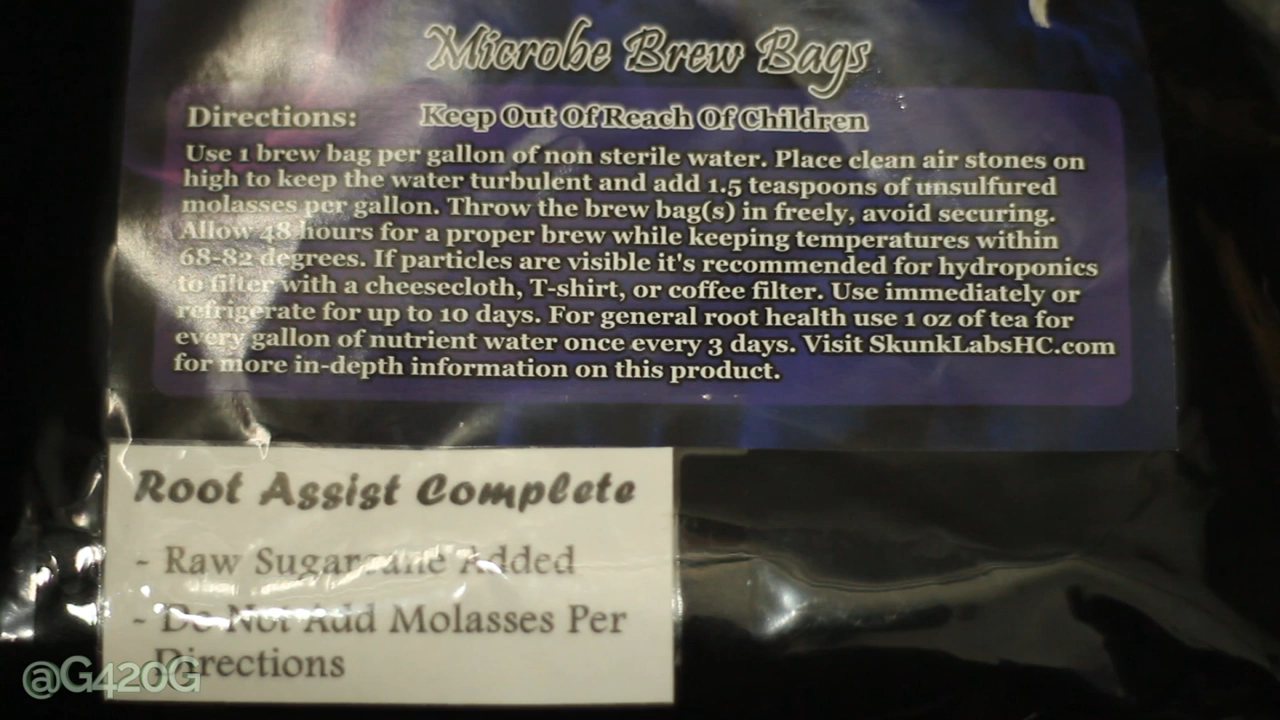 Microbe Brew Bags
Directions: Keep Out Of Reach Of Children
Use 1 brew bag per gallon of non sterile water. Place clean air stones on
high to keep the water turbulent and add 1.5 teaspoons of unsulfured
molasses per gallon. Throw the brew bag(s) in freely, avoid securing.
Allow 48 hours for a proper brew while keeping temperatures within
68-82 degrees. If particles are visible it's recommended for hydroponics
to filter with a cheesecloth, T-shirt, or coffee filter. Use immediately or
refrigerate for up to 10 days. For general root health use 1 oz of tea for
every gallon of nutrient water once every 3 days. Visit SkunkLabsHC.com
for more in-depth information on this product.
Root Assist Complete
- Raw Sugarcane Added
- Do Not Add Molasses Per
Directions
@G420G